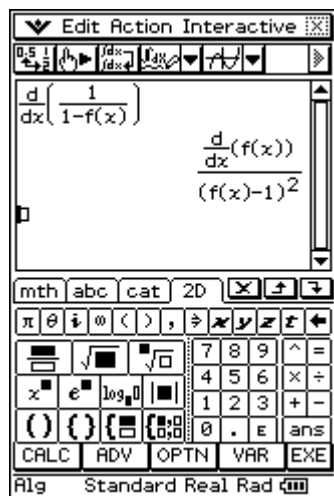 Edit Action Interactive
d/dx(1/(1-f(x)))
d/dx(f(x))/(f(x)-1)^2
mth abc cat 2D
π θ i ∞ ( ) , ⇒ x y z t ←
√■ ■√□ 7 8 9 ^ =
x■ e■ log■□ |■| 4 5 6 × ÷
1 2 3 + -
() {} 0 . E ans
CALC ADV OPTN VAR EXE
Alg Standard Real Rad